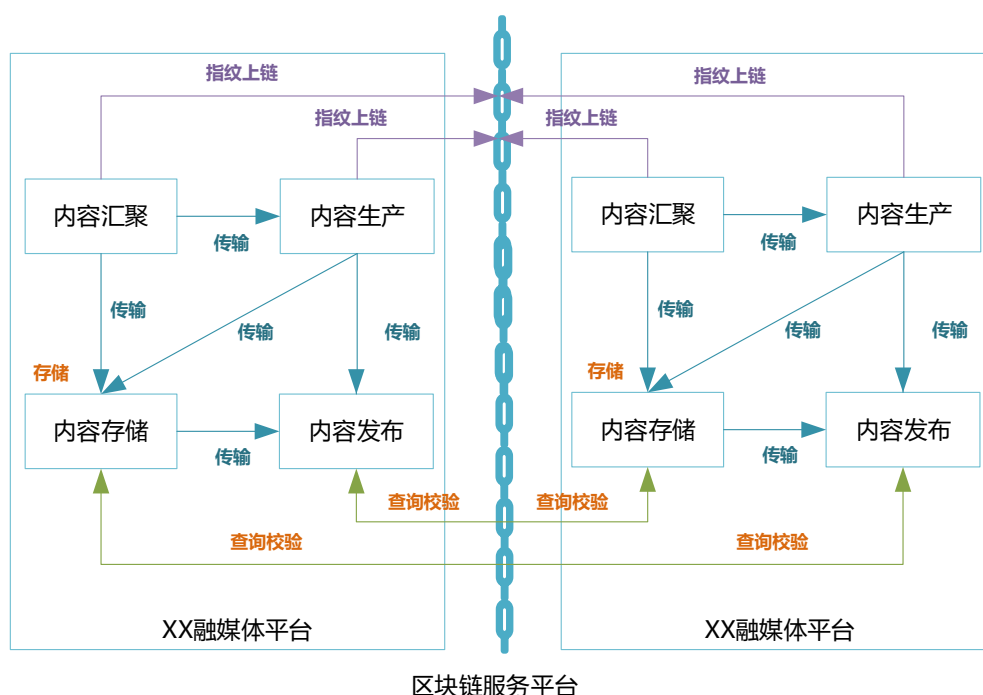 指纹上链
指纹上链
指纹上链
指纹上链
内容汇聚
内容生产
内容汇聚
内容生产
传输
传输
传输
传输
传输
传输
传输
传输
存储
存储
内容存储
内容发布
内容存储
内容发布
传输
传输
查询校验
查询校验
查询校验
查询校验
XX融媒体平台
XX融媒体平台
区块链服务平台